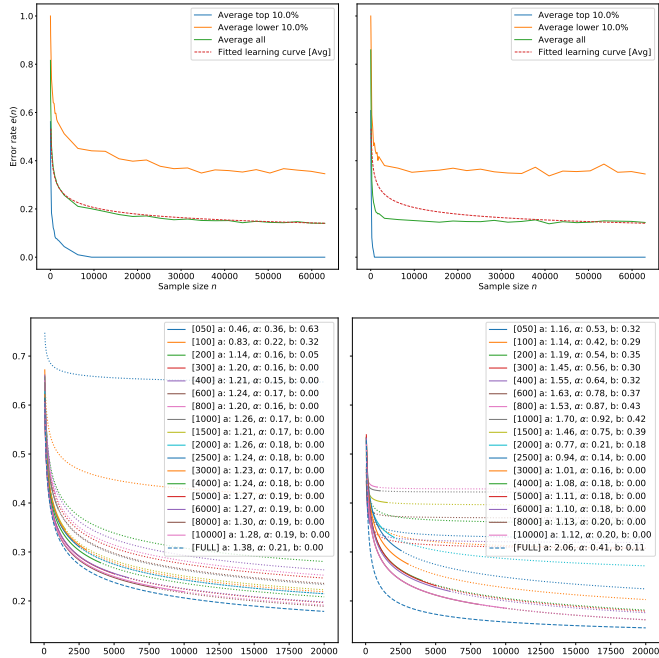 Average top 10.0%
Average lower 10.0%
Average all
Fitted learning curve [Avg]
1.0
0.8
0.6
0.4
0.2
0.0
Error rate e(n)
0 10000 20000 30000 40000 50000 60000
Sample size n
Average top 10.0%
Average lower 10.0%
Average all
Fitted learning curve [Avg]
0 10000 20000 30000 40000 50000 60000
Sample size n
[050] a: 0.46, α: 0.36, b: 0.63
[100] a: 0.83, α: 0.22, b: 0.32
[200] a: 1.14, α: 0.16, b: 0.05
[300] a: 1.20, α: 0.16, b: 0.00
[400] a: 1.21, α: 0.15, b: 0.00
[600] a: 1.24, α: 0.17, b: 0.00
[800] a: 1.20, α: 0.16, b: 0.00
[1000] a: 1.26, α: 0.17, b: 0.00
[1500] a: 1.21, α: 0.17, b: 0.00
[2000] a: 1.26, α: 0.18, b: 0.00
[2500] a: 1.24, α: 0.18, b: 0.00
[3000] a: 1.23, α: 0.17, b: 0.00
[4000] a: 1.24, α: 0.18, b: 0.00
[5000] a: 1.27, α: 0.19, b: 0.00
[6000] a: 1.27, α: 0.19, b: 0.00
[8000] a: 1.30, α: 0.19, b: 0.00
[10000] a: 1.28, α: 0.19, b: 0.00
[FULL] a: 1.38, α: 0.21, b: 0.00
0.7
0.6
0.5
0.4
0.3
0.2
0 2500 5000 7500 10000 12500 15000 17500 20000
[050] a: 1.16, α: 0.53, b: 0.32
[100] a: 1.14, α: 0.42, b: 0.29
[200] a: 1.19, α: 0.54, b: 0.35
[300] a: 1.45, α: 0.56, b: 0.30
[400] a: 1.55, α: 0.64, b: 0.32
[600] a: 1.63, α: 0.78, b: 0.37
[800] a: 1.53, α: 0.87, b: 0.43
[1000] a: 1.70, α: 0.92, b: 0.42
[1500] a: 1.46, α: 0.75, b: 0.39
[2000] a: 0.77, α: 0.21, b: 0.18
[2500] a: 0.94, α: 0.14, b: 0.00
[3000] a: 1.01, α: 0.16, b: 0.00
[4000] a: 1.08, α: 0.18, b: 0.00
[5000] a: 1.11, α: 0.18, b: 0.00
[6000] a: 1.10, α: 0.18, b: 0.00
[8000] a: 1.13, α: 0.20, b: 0.00
[10000] a: 1.12, α: 0.20, b: 0.00
[FULL] a: 2.06, α: 0.41, b: 0.11
0 2500 5000 7500 10000 12500 15000 17500 20000